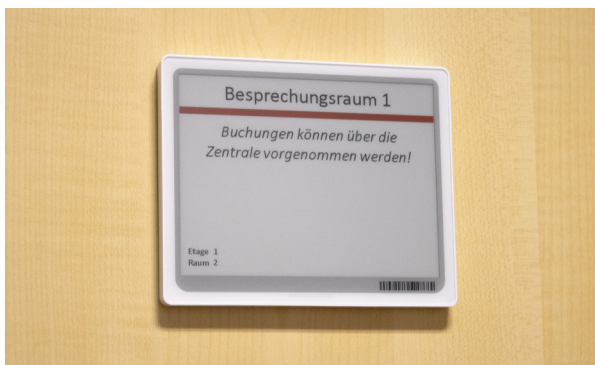 Besprechungsraum 1
Buchungen können über die
Zentrale vorgenommen werden!
Etage 1
Raum 2